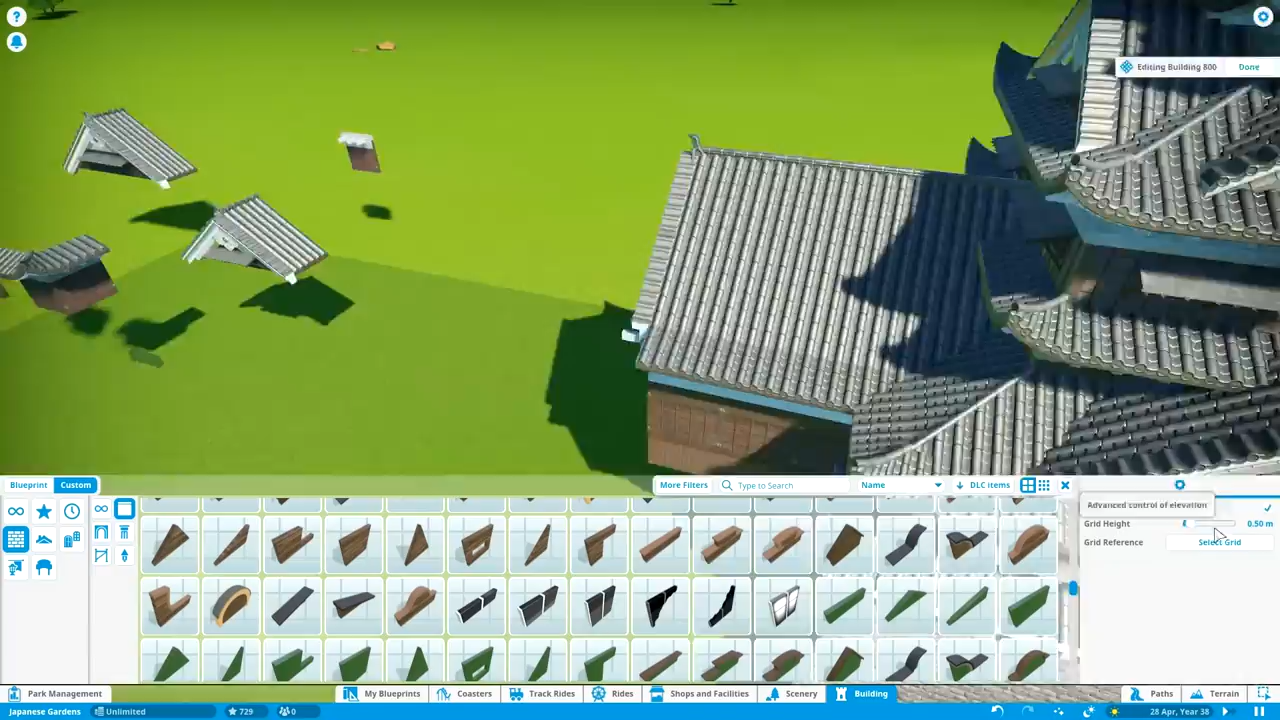 ?
Editing Building 800 Done
Blueprint Custom More Filters Type to Search Name DLC items
Advanced control of elevation
Grid Height 0.50 m
Grid Reference Select Grid
Park Management My Blueprints Coasters Track Rides Rides Shops and Facilities Scenery Building Paths Terrain
Japanese Gardens Unlimited 729 0 28 Apr, Year 38